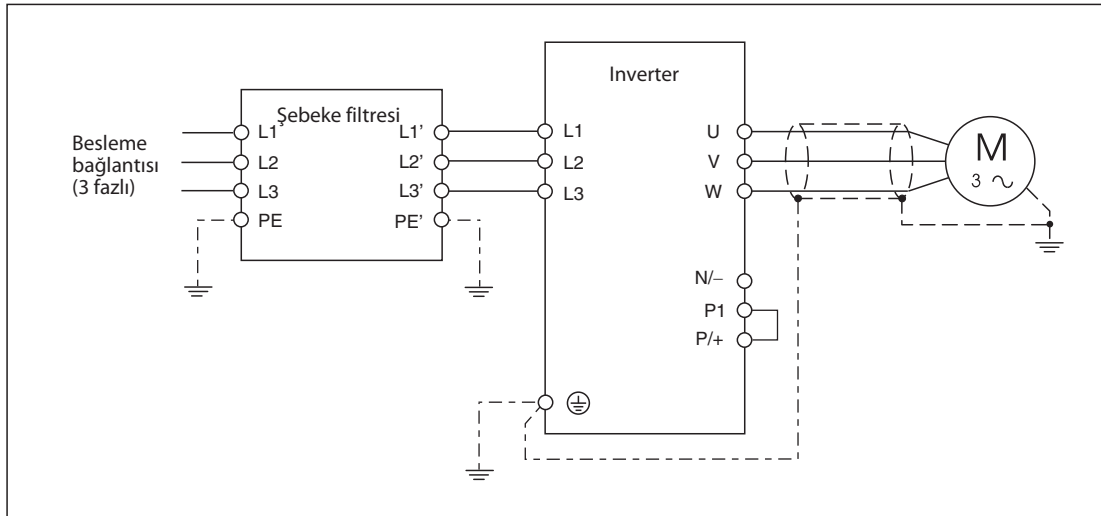 Besleme
bağlantısı
(3 fazlı)
Şebeke filtresi
L1
L2
L3
PE
L1’
L2’
L3’
PE’
Inverter
L1
L2
L3
U
V
W
N/−
P1
P/+
M
3 ~